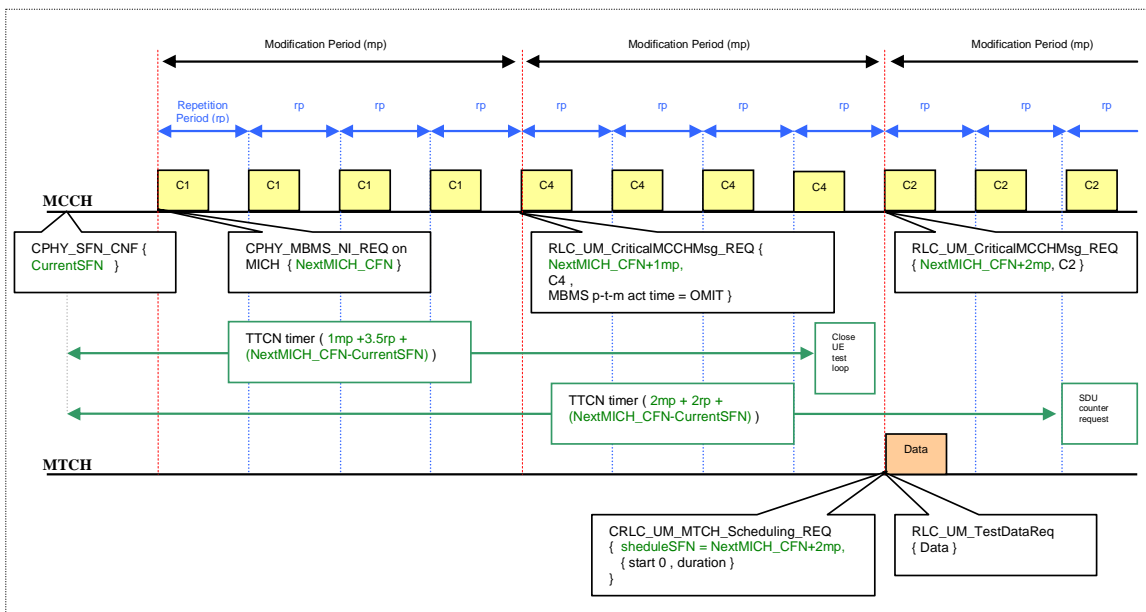 Modification Period (mp)
Modification Period (mp)
Modification Period (mp)
Repetition
Period (rp)
rp
rp
rp
rp
rp
rp
rp
rp
rp
rp
C1
C1
C1
C1
C4
C4
C4
C4
C2
C2
C2
MCCH
CPHY_SFN_CNF {
CurrentSFN }
CPHY_MBMS_NI_REQ on
MICH { NextMICH_CFN }
RLC_UM_CriticalMCCHMsg_REQ {
NextMICH_CFN+1mp,
C4 ,
MBMS p-t-m act time = OMIT }
RLC_UM_CriticalMCCHMsg_REQ
{ NextMICH_CFN+2mp, C2 }
TTCN timer ( 1mp +3.5rp +
(NextMICH_CFN-CurrentSFN) )
Close
UE
test
loop
TTCN timer ( 2mp + 2rp +
(NextMICH_CFN-CurrentSFN) )
SDU
counter
request
MTCH
Data
CRLC_UM_MTCH_Scheduling_REQ
{ sheduleSFN = NextMICH_CFN+2mp,
{ start 0 , duration }
}
RLC_UM_TestDataReq
{ Data }